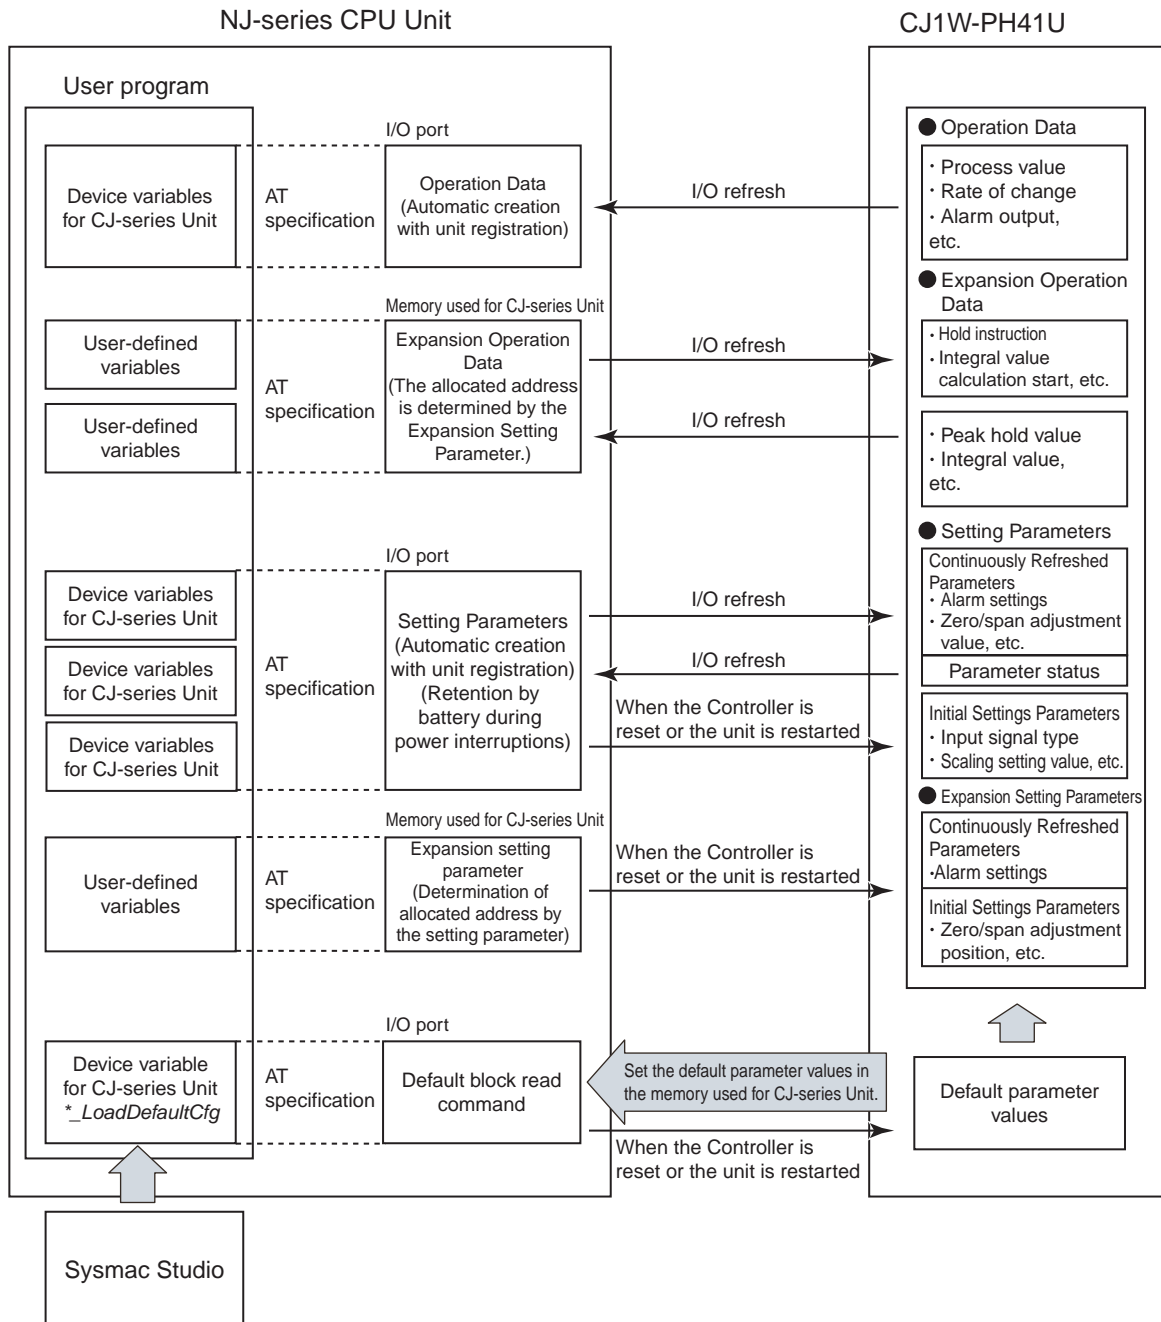 NJ-series CPU Unit
CJ1W-PH41U
User program
I/O port
Device variables
for CJ-series Unit
AT
specification
Operation Data
(Automatic creation
with unit registration)
I/O refresh
● Operation Data
・Process value
・Rate of change
・Alarm output,
etc.
● Expansion Operation
Data
Memory used for CJ-series Unit
User-defined
variables
User-defined
variables
AT
specification
Expansion Operation
Data
(The allocated address
is determined by the
Expansion Setting
Parameter.)
I/O refresh
I/O refresh
・Hold instruction
・Integral value
calculation start, etc.
・Peak hold value
・Integral value,
etc.
● Setting Parameters
I/O port
Device variables
for CJ-series Unit
Device variables
for CJ-series Unit
Device variables
for CJ-series Unit
AT
specification
Setting Parameters
(Automatic creation
with unit registration)
(Retention by
battery during
power interruptions)
I/O refresh
I/O refresh
When the Controller is
reset or the unit is restarted
Continuously Refreshed
Parameters
・Alarm settings
・Zero/span adjustment
value, etc.
Parameter status
Initial Settings Parameters
・Input signal type
・Scaling setting value, etc.
● Expansion Setting Parameters
Memory used for CJ-series Unit
User-defined
variables
AT
specification
Expansion setting
parameter
(Determination of
allocated address by
the setting parameter)
When the Controller is
reset or the unit is restarted
Continuously Refreshed
Parameters
・Alarm settings
Initial Settings Parameters
・Zero/span adjustment
position, etc.
I/O port
Device variable
for CJ-series Unit
*_LoadDefaultCfg
AT
specification
Default block read
command
Set the default parameter values in
the memory used for CJ-series Unit.
When the Controller is
reset or the unit is restarted
Default parameter
values
Sysmac Studio